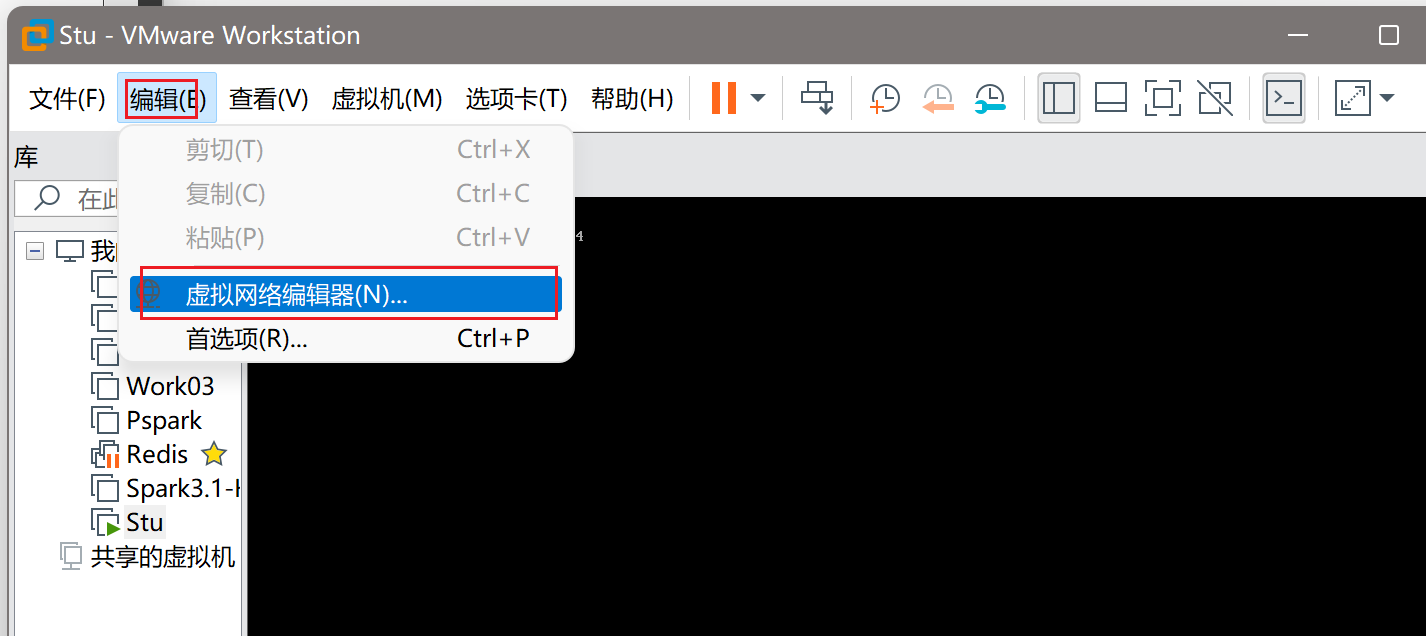 Stu - VMware Workstation
文件(F) 编辑(E) 查看(V) 虚拟机(M) 选项卡(T) 帮助(H)
库
剪切(T) Ctrl+X
复制(C) Ctrl+C
在此
粘贴(P) Ctrl+V
4
我
虚拟网络编辑器(N)...
首选项(R)... Ctrl+P
Work03
Pspark
Redis
Spark3.1-H
Stu
共享的虚拟机